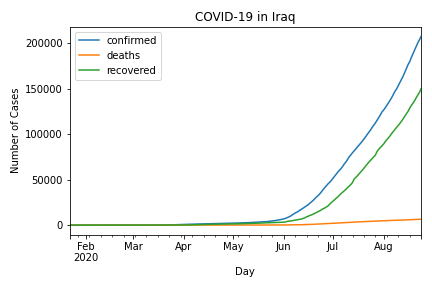 COVID-19 in Iraq
confirmed
deaths
recovered
Number of Cases
200000
150000
100000
50000
0
Feb Mar Apr May Jun Jul Aug
2020
Day